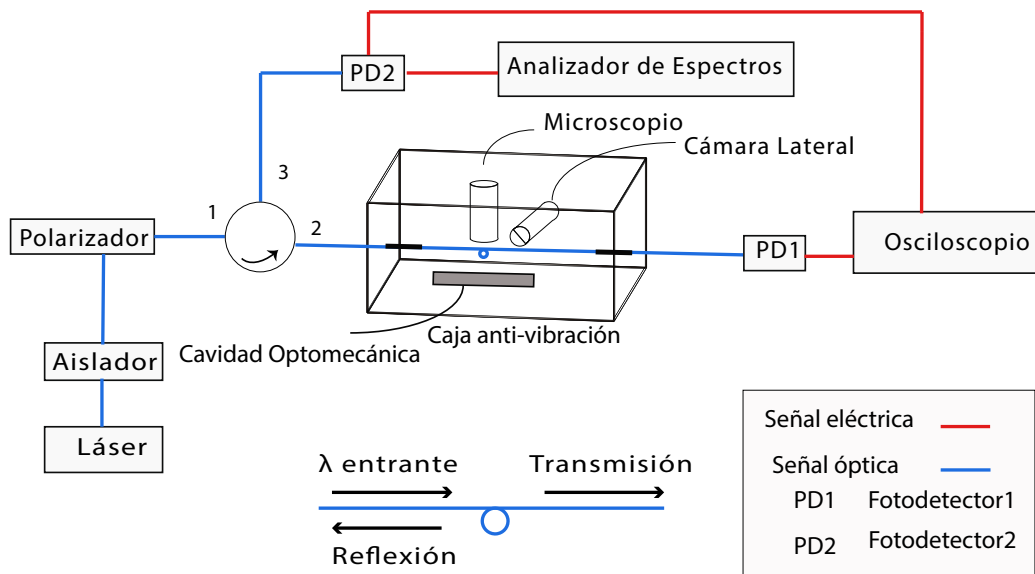 PD2
Analizador de Espectros
Microscopio
Cámara Lateral
3
1
2
Polarizador
PD1
Osciloscopio
Caja anti-vibración
Cavidad Optomecánica
Aislador
Láser
λ entrante
Transmisión
Reflexión
Señal eléctrica
Señal óptica
PD1 Fotodetector1
PD2 Fotodetector2